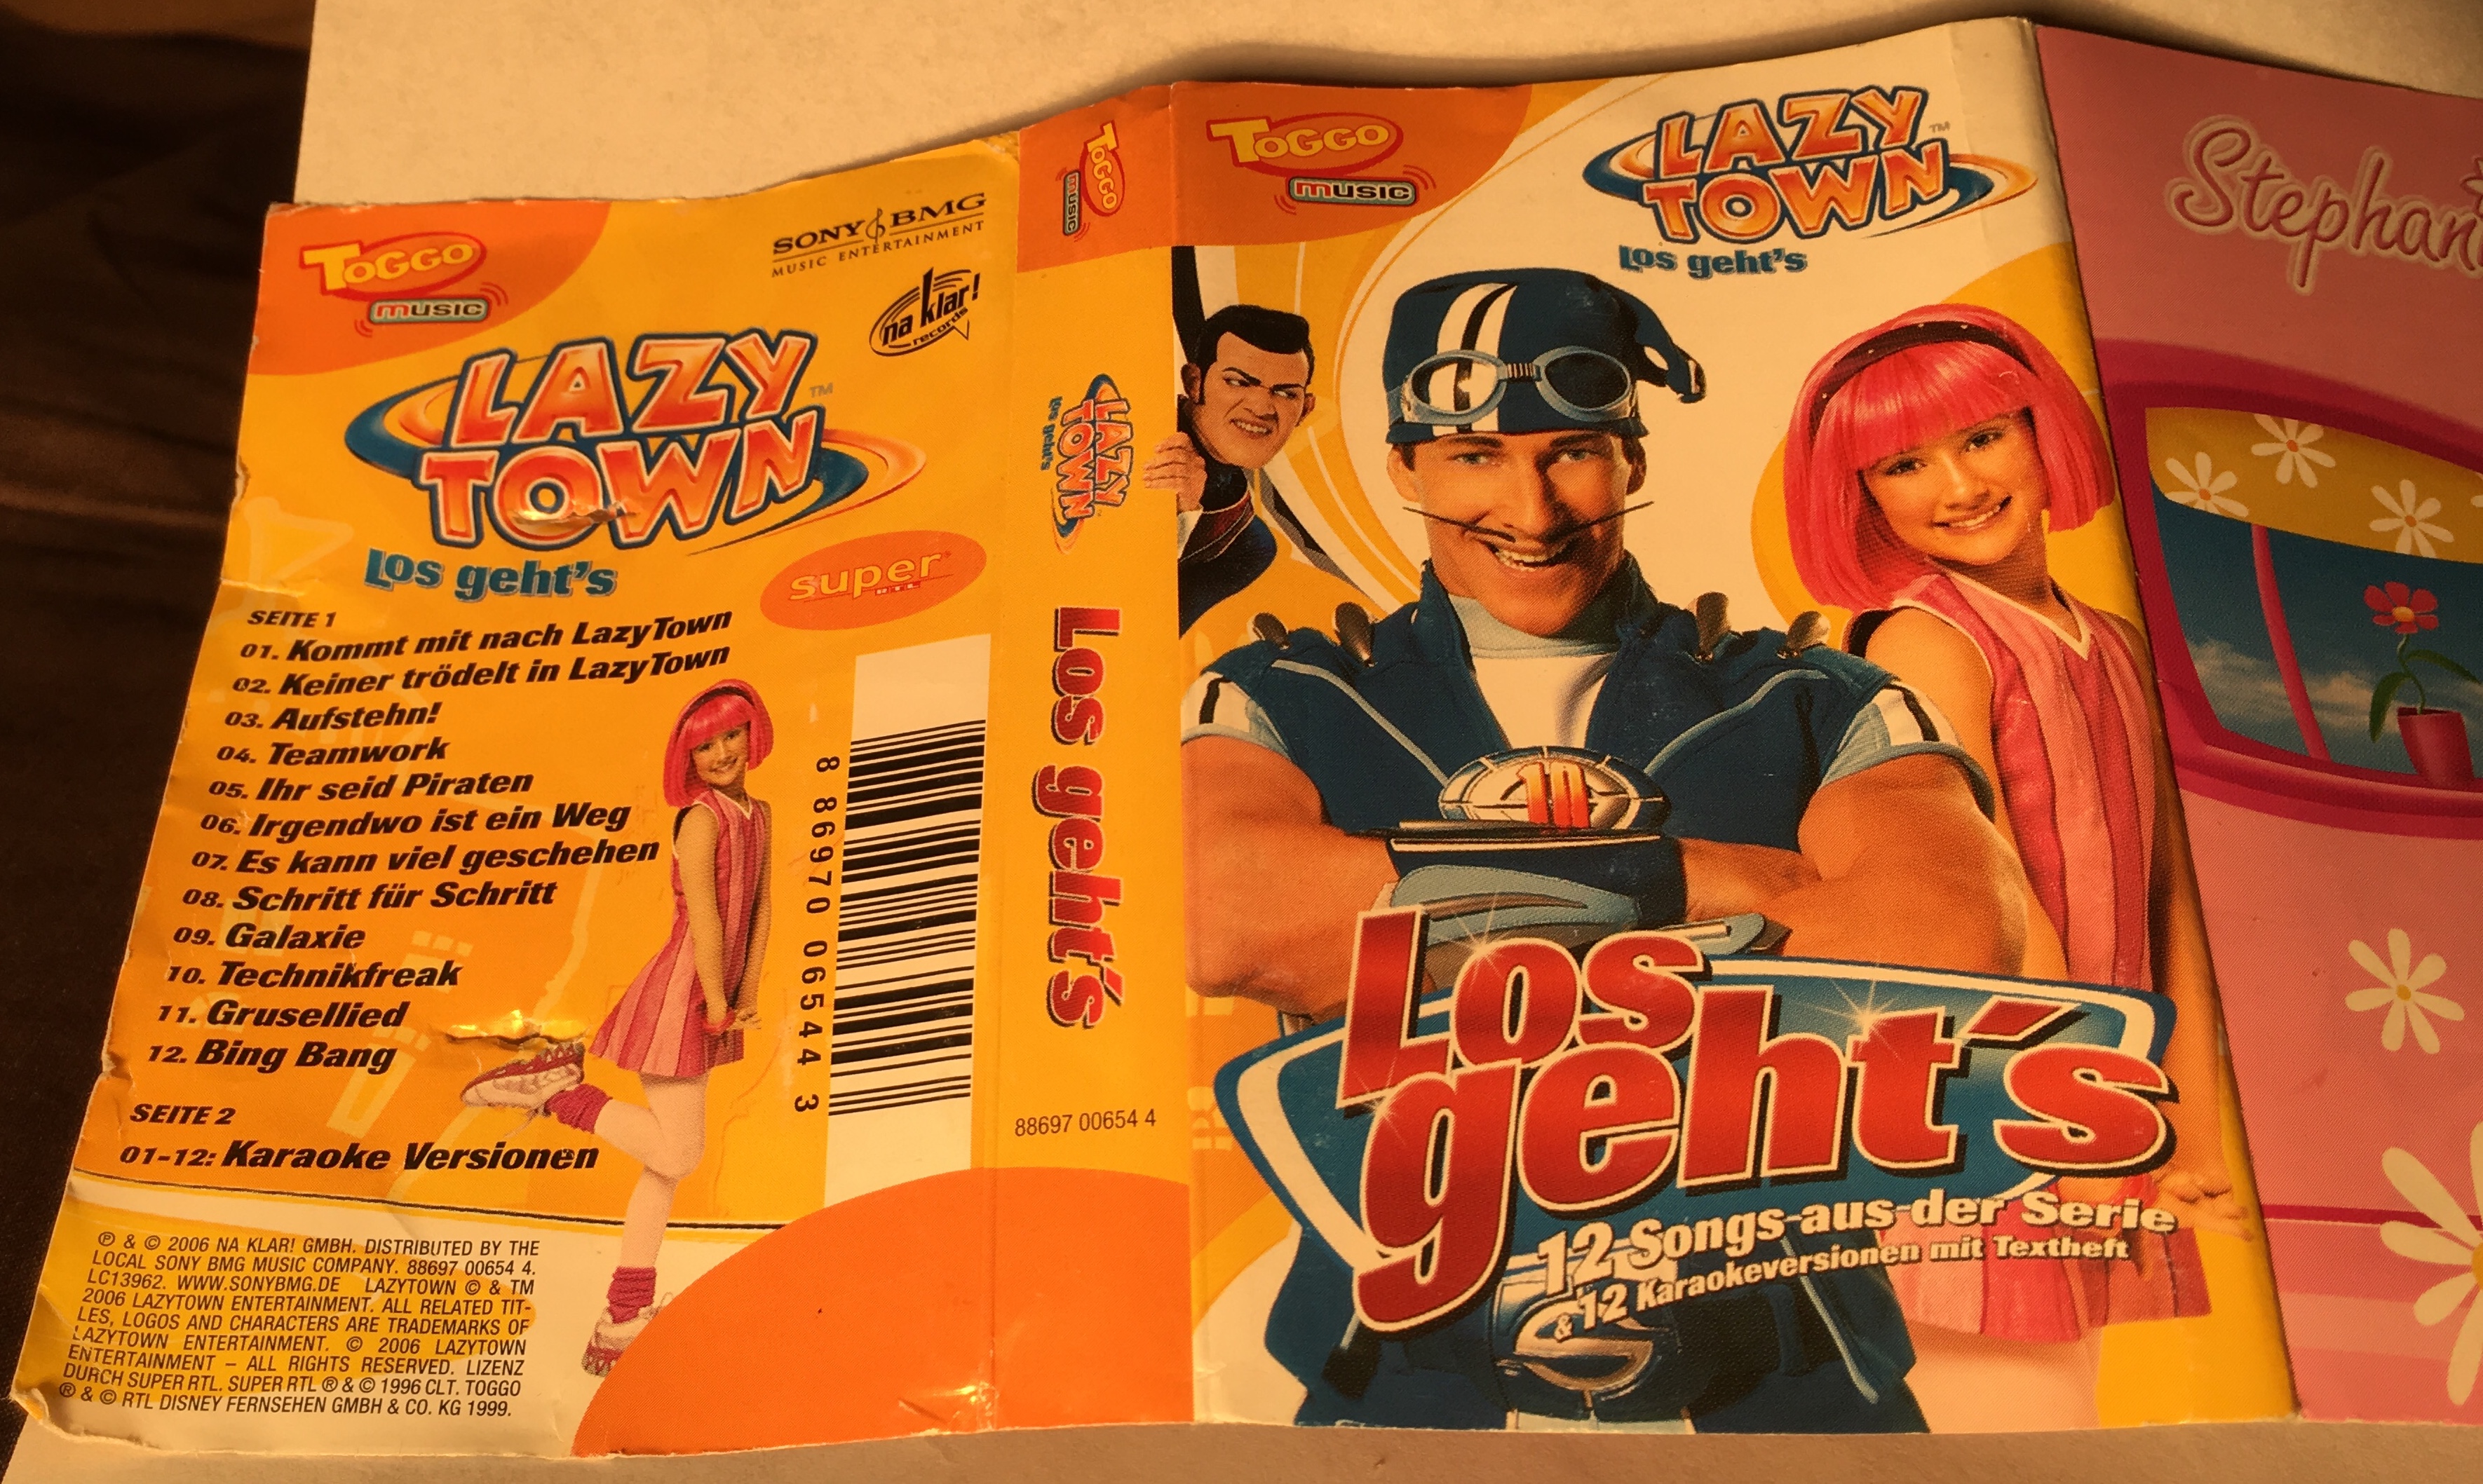 TOGGO
music
SONY BMG
MUSIC ENTERTAINMENT
na klar!
records
LAZY
TOWN™
Los geht's
super
RTL
SEITE 1
01. Kommt mit nach LazyTown
02. Keiner trödelt in LazyTown
03. Aufstehn!
04. Teamwork
05. Ihr seid Piraten
06. Irgendwo ist ein Weg
07. Es kann viel geschehen
08. Schritt für Schritt
09. Galaxie
10. Technikfreak
11. Grusellied
12. Bing Bang
SEITE 2
01-12: Karaoke Versionen
8 86970 06544 3
℗ & © 2006 NA KLAR! GMBH. DISTRIBUTED BY THE
LOCAL SONY BMG MUSIC COMPANY. 88697 00654 4.
LC13962. WWW.SONYBMG.DE LAZYTOWN © & TM
2006 LAZYTOWN ENTERTAINMENT. ALL RELATED TIT-
LES, LOGOS AND CHARACTERS ARE TRADEMARKS OF
LAZYTOWN ENTERTAINMENT. © 2006 LAZYTOWN
ENTERTAINMENT – ALL RIGHTS RESERVED. LIZENZ
DURCH SUPER RTL. SUPER RTL ® & © 1996 CLT. TOGGO
® & © RTL DISNEY FERNSEHEN GMBH & CO. KG 1999.
TOGGO
music
LAZY
TOWN
Los geht's
Los geht's
88697 00654 4
TOGGO
music
LAZY
TOWN™
Los geht's
10
Los
geht's
12 Songs aus der Serie
& 12 Karaokeversionen mit Textheft
Stephan